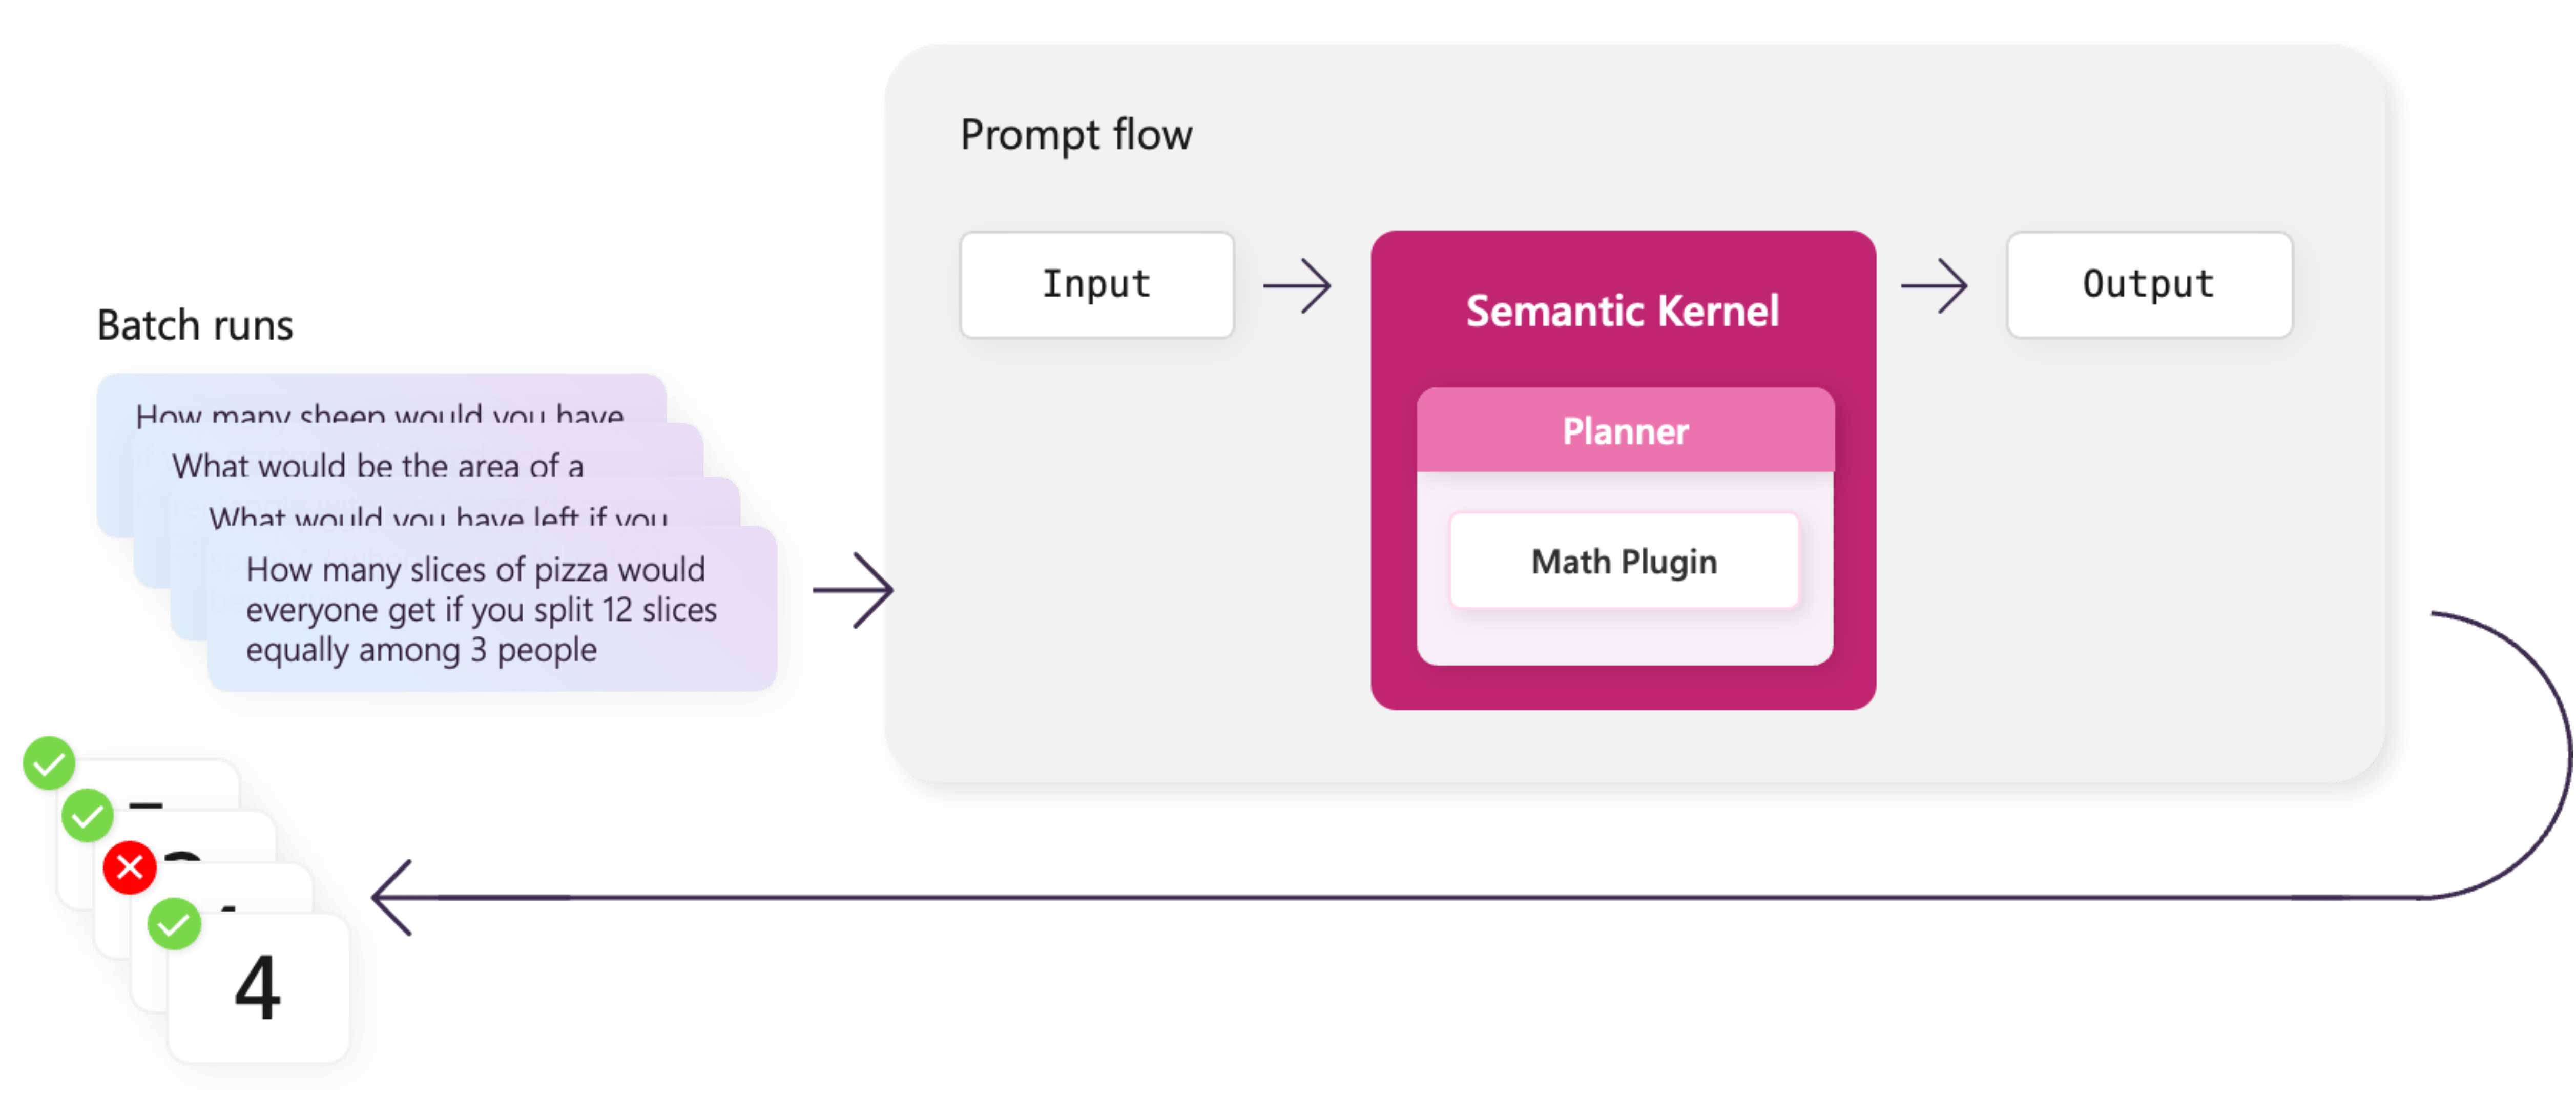 Prompt flow
Input
Semantic Kernel
Planner
Math Plugin
Output
Batch runs
How many sheep would you have
What would be the area of a
What would you have left if you
How many slices of pizza would
everyone get if you split 12 slices
equally among 3 people
4